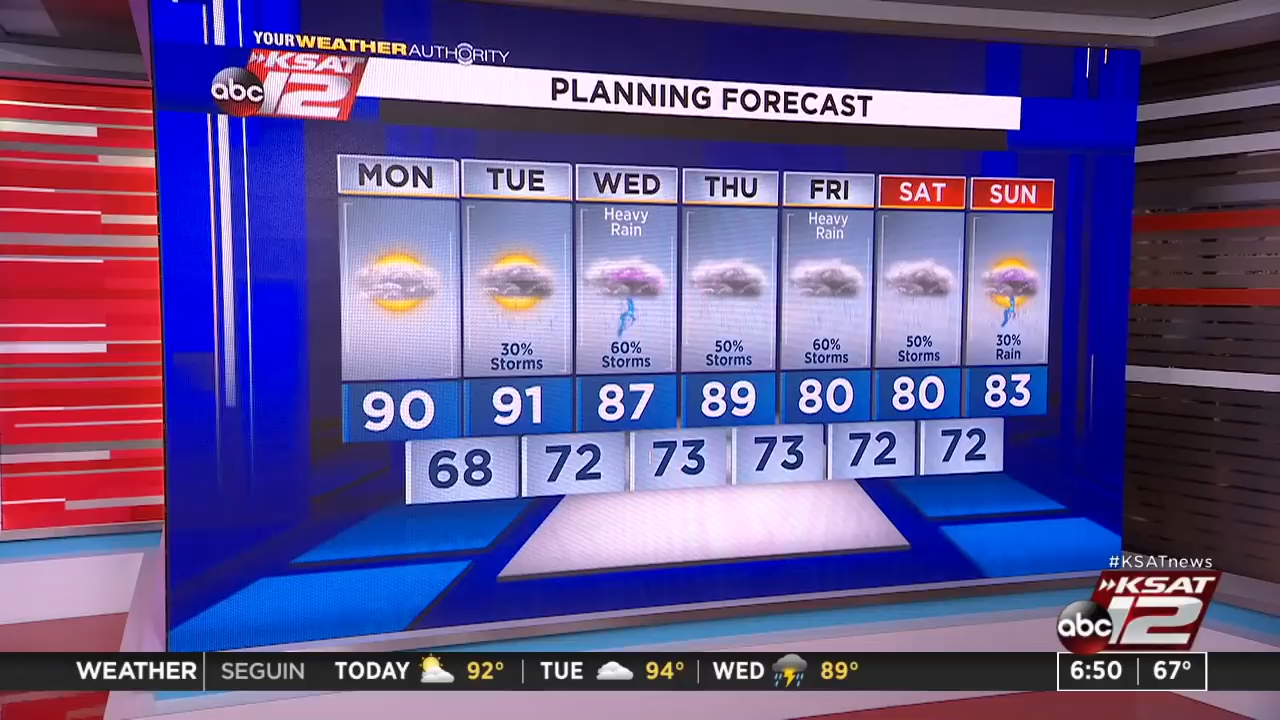 YOUR WEATHER AUTHORITY
KSAT
abc 12
PLANNING FORECAST
MON TUE WED THU FRI SAT SUN
Heavy Rain Heavy Rain
30% Storms 60% Storms 50% Storms 60% Storms 50% Storms 30% Rain
90 91 87 89 80 80 83
68 72 73 73 72 72
#KSATnews
KSAT
abc 12
WEATHER SEGUIN TODAY 92° TUE 94° WED 89° 6:50 67°